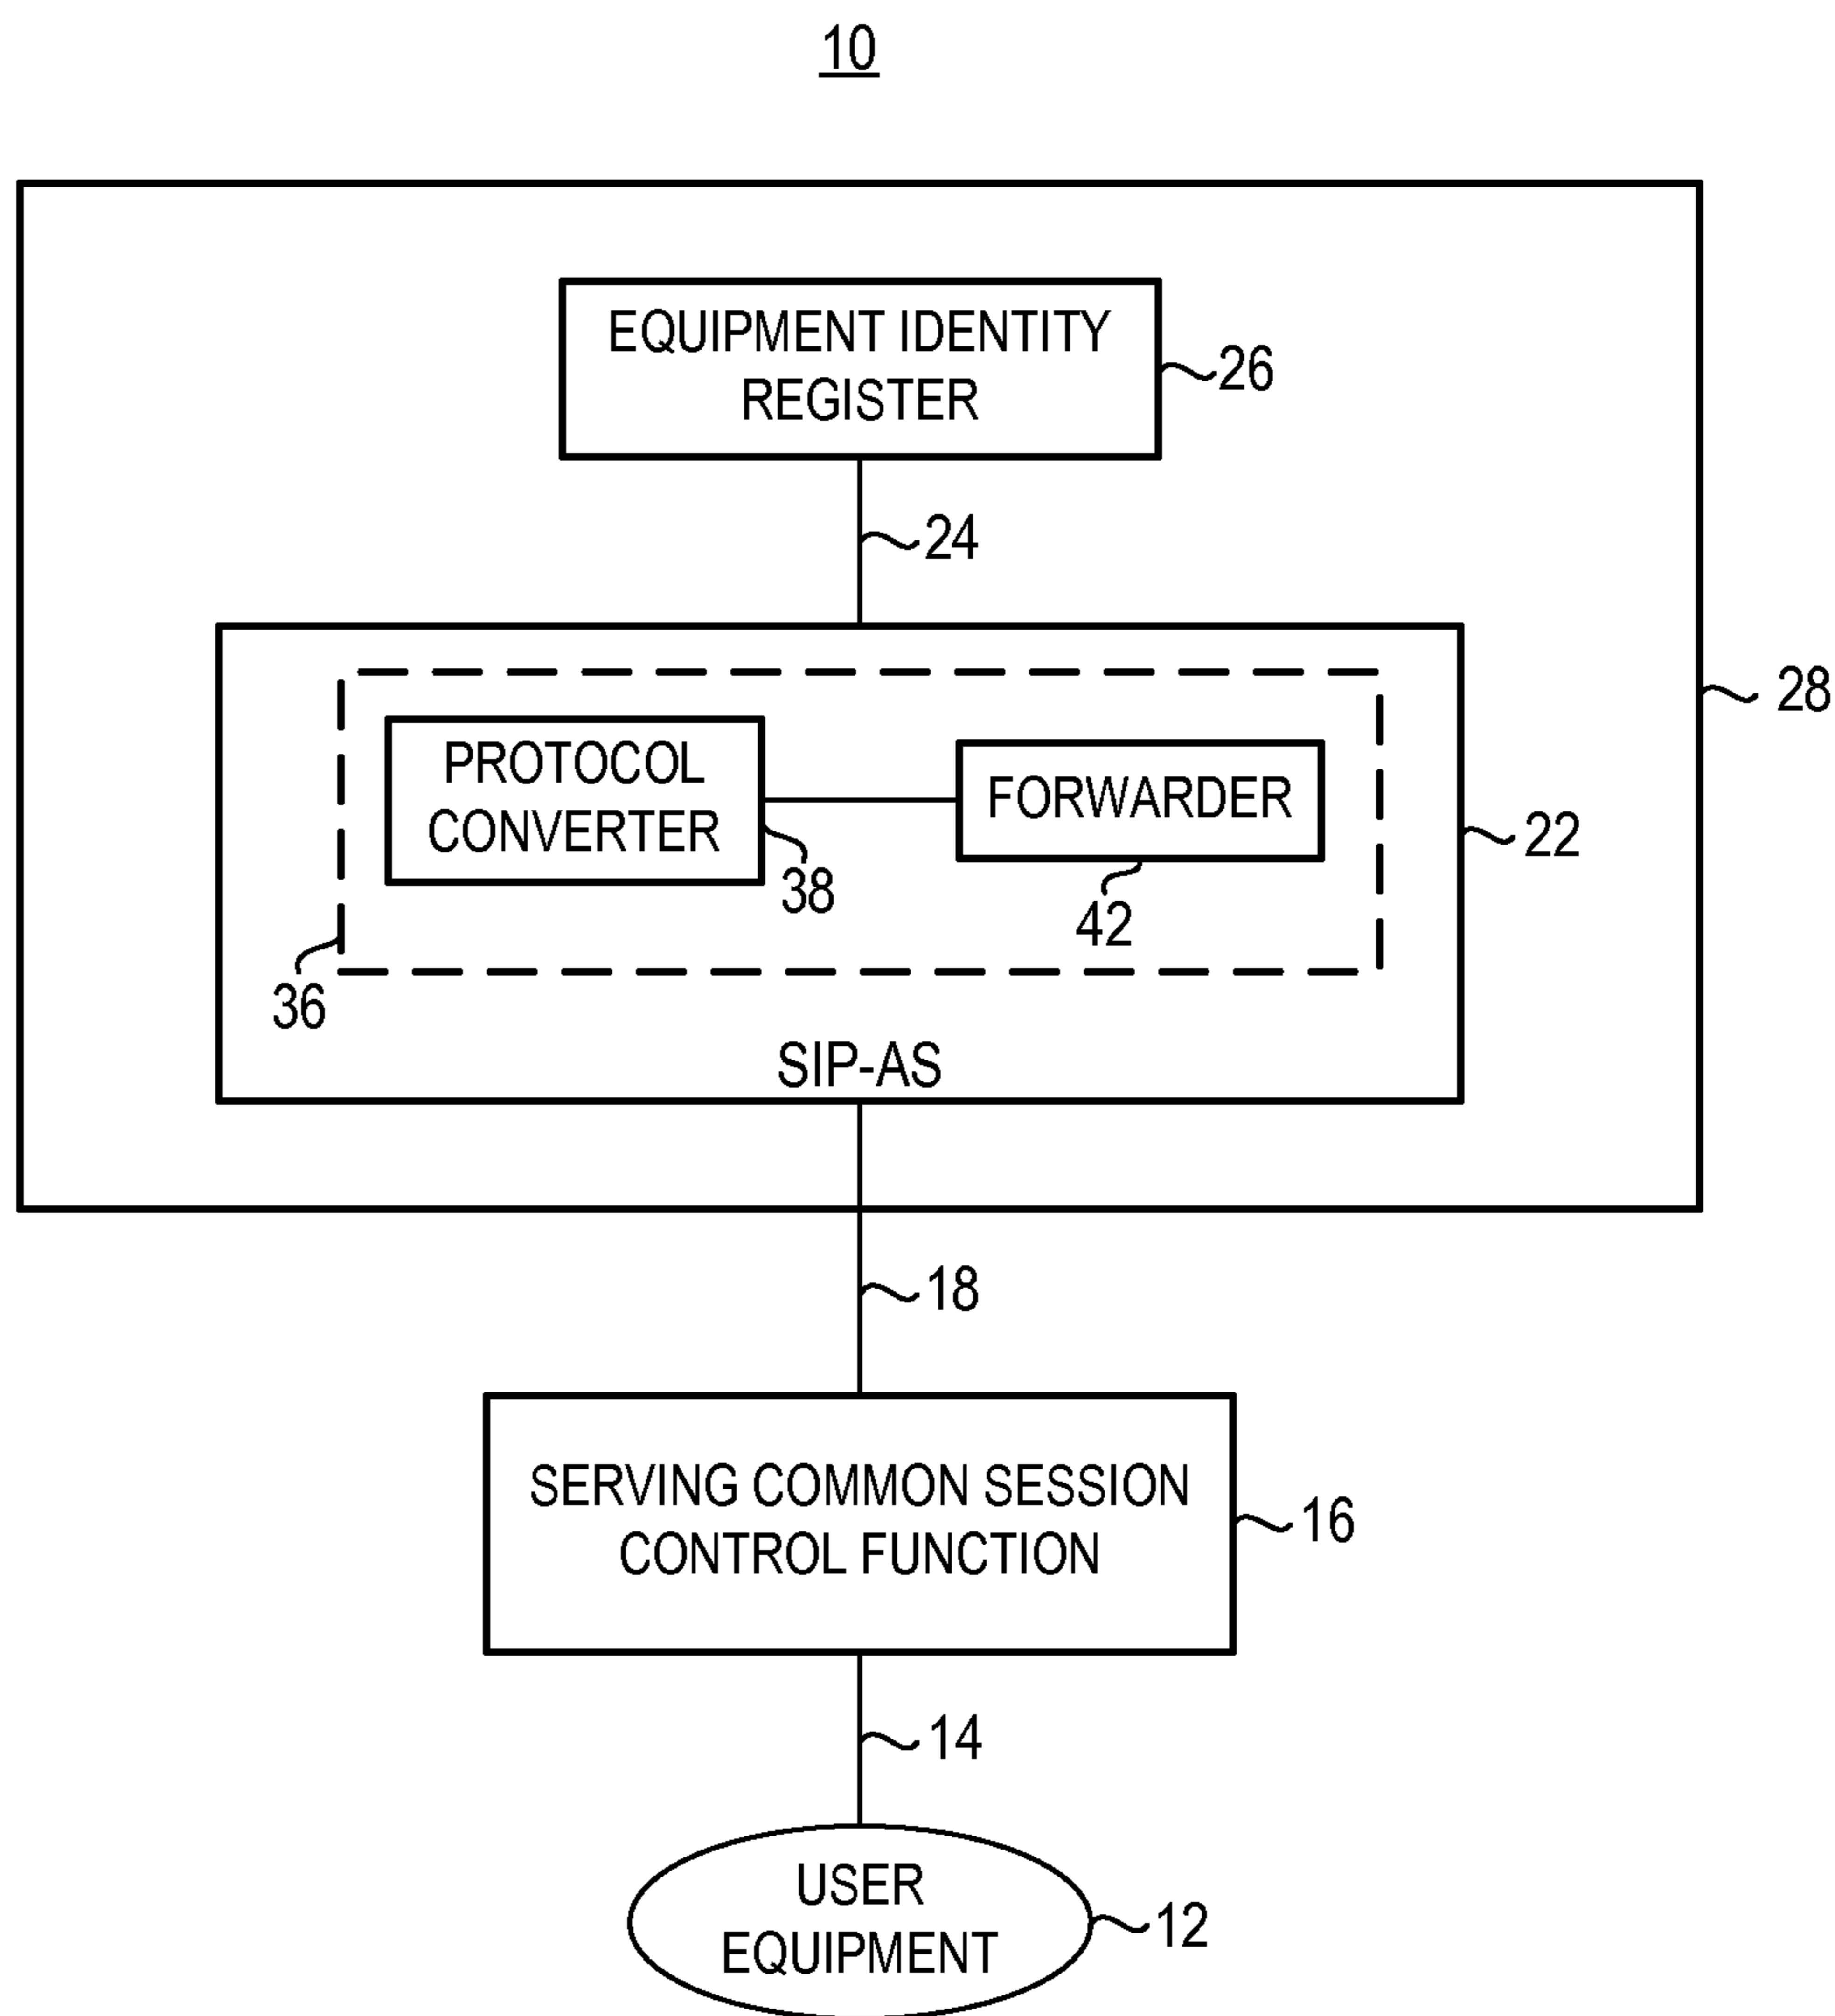 10
EQUIPMENT IDENTITY
REGISTER
26
24
28
PROTOCOL
CONVERTER
FORWARDER
22
38
42
36
SIP-AS
18
SERVING COMMON SESSION
CONTROL FUNCTION
16
14
USER
EQUIPMENT
12